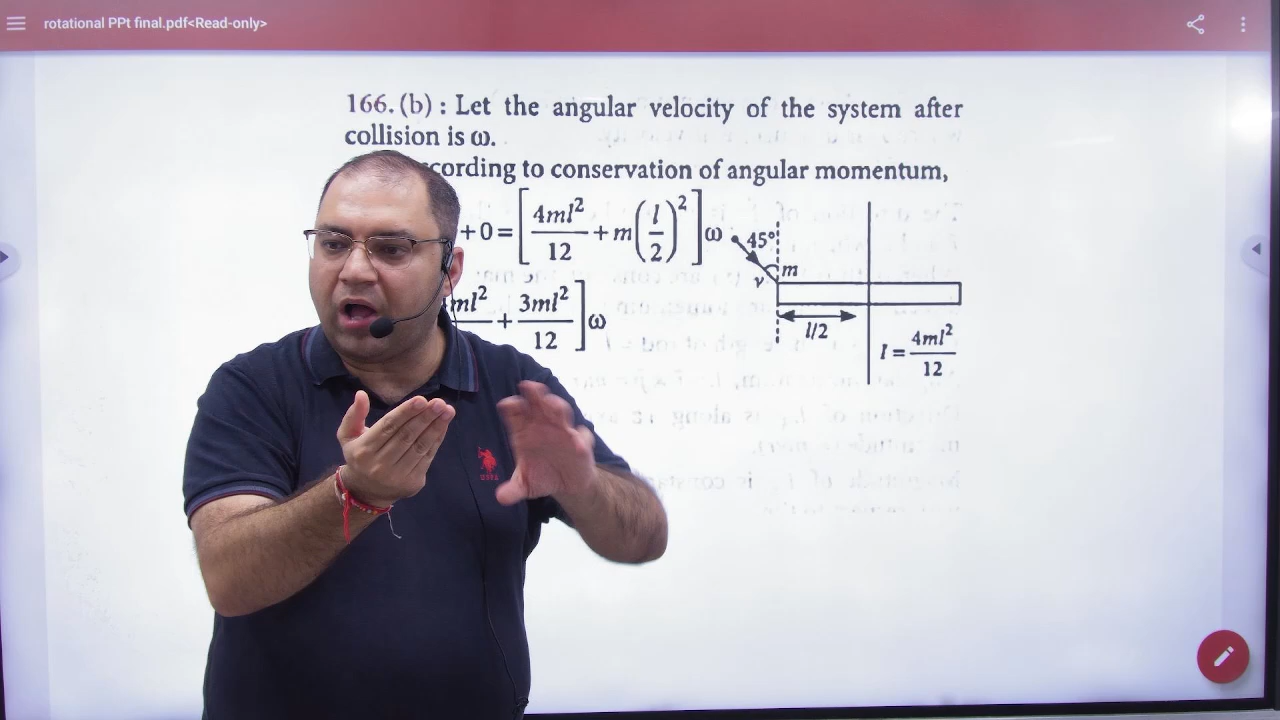 rotational PPt final.pdf<Read-only>
166. (b) : Let the angular velocity of the system after
collision is ω.
cording to conservation of angular momentum,
+0 = [4ml²/12 + m(l/2)²]ω
ml² + 3ml²/12]ω
45°
m
v
l/2
I = 4ml²/12
USPA